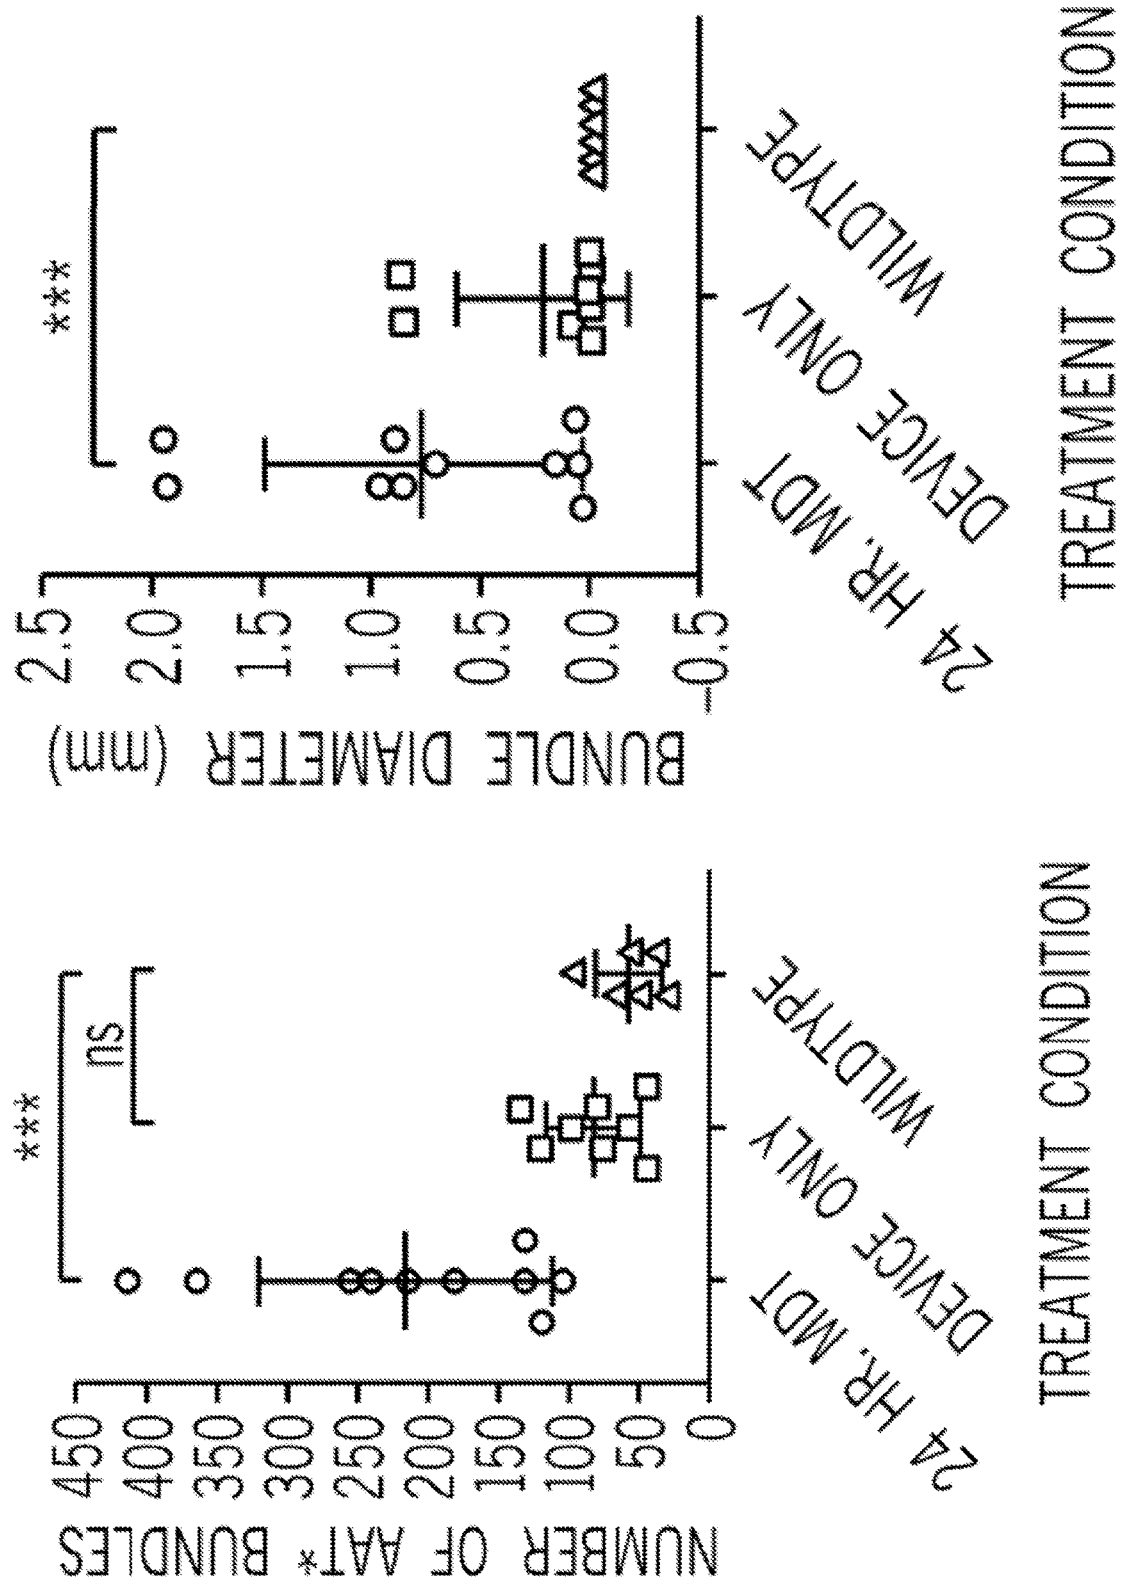 NUMBER OF AAT* BUNDLES
450
400
350
300
250
200
150
100
50
0
***
ns
24 HR. MDT
DEVICE ONLY
WILDTYPE
TREATMENT CONDITION
BUNDLE DIAMETER (mm)
2.5
2.0
1.5
1.0
0.5
0.0
-0.5
***
24 HR. MDT
DEVICE ONLY
WILDTYPE
TREATMENT CONDITION